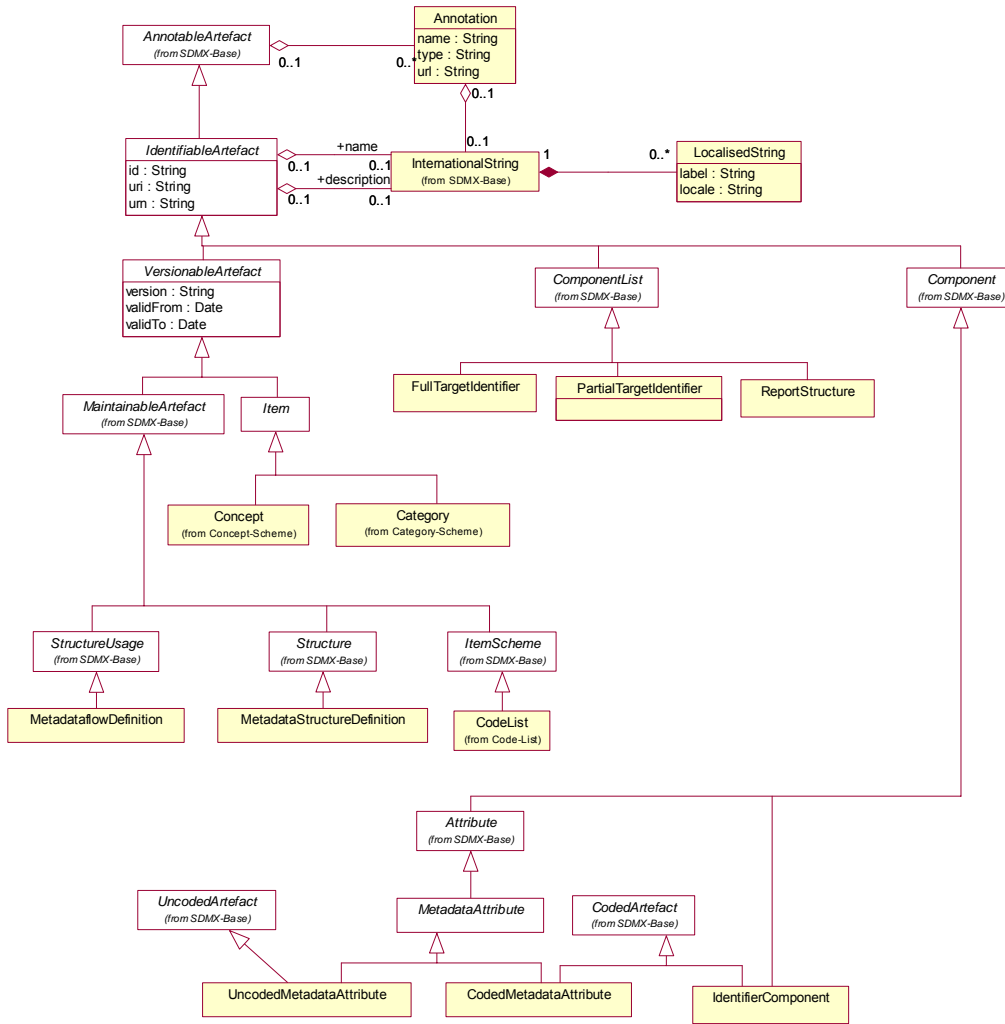 AnnotableArtefact
(from SDMX-Base)
0..1
0..*
Annotation
name : String
type : String
url : String
0..1
0..1
IdentifiableArtefact
id : String
uri : String
urn : String
+name
0..1
0..1
+description
0..1
0..1
InternationalString
(from SDMX-Base)
1
0..*
LocalisedString
label : String
locale : String
VersionableArtefact
version : String
validFrom : Date
validTo : Date
ComponentList
(from SDMX-Base)
Component
(from SDMX-Base)
FullTargetIdentifier
PartialTargetIdentifier
ReportStructure
MaintainableArtefact
(from SDMX-Base)
Item
Concept
(from Concept-Scheme)
Category
(from Category-Scheme)
StructureUsage
(from SDMX-Base)
Structure
(from SDMX-Base)
ItemScheme
(from SDMX-Base)
MetadataflowDefinition
MetadataStructureDefinition
CodeList
(from Code-List)
Attribute
(from SDMX-Base)
UncodedArtefact
(from SDMX-Base)
MetadataAttribute
CodedArtefact
(from SDMX-Base)
UncodedMetadataAttribute
CodedMetadataAttribute
IdentifierComponent